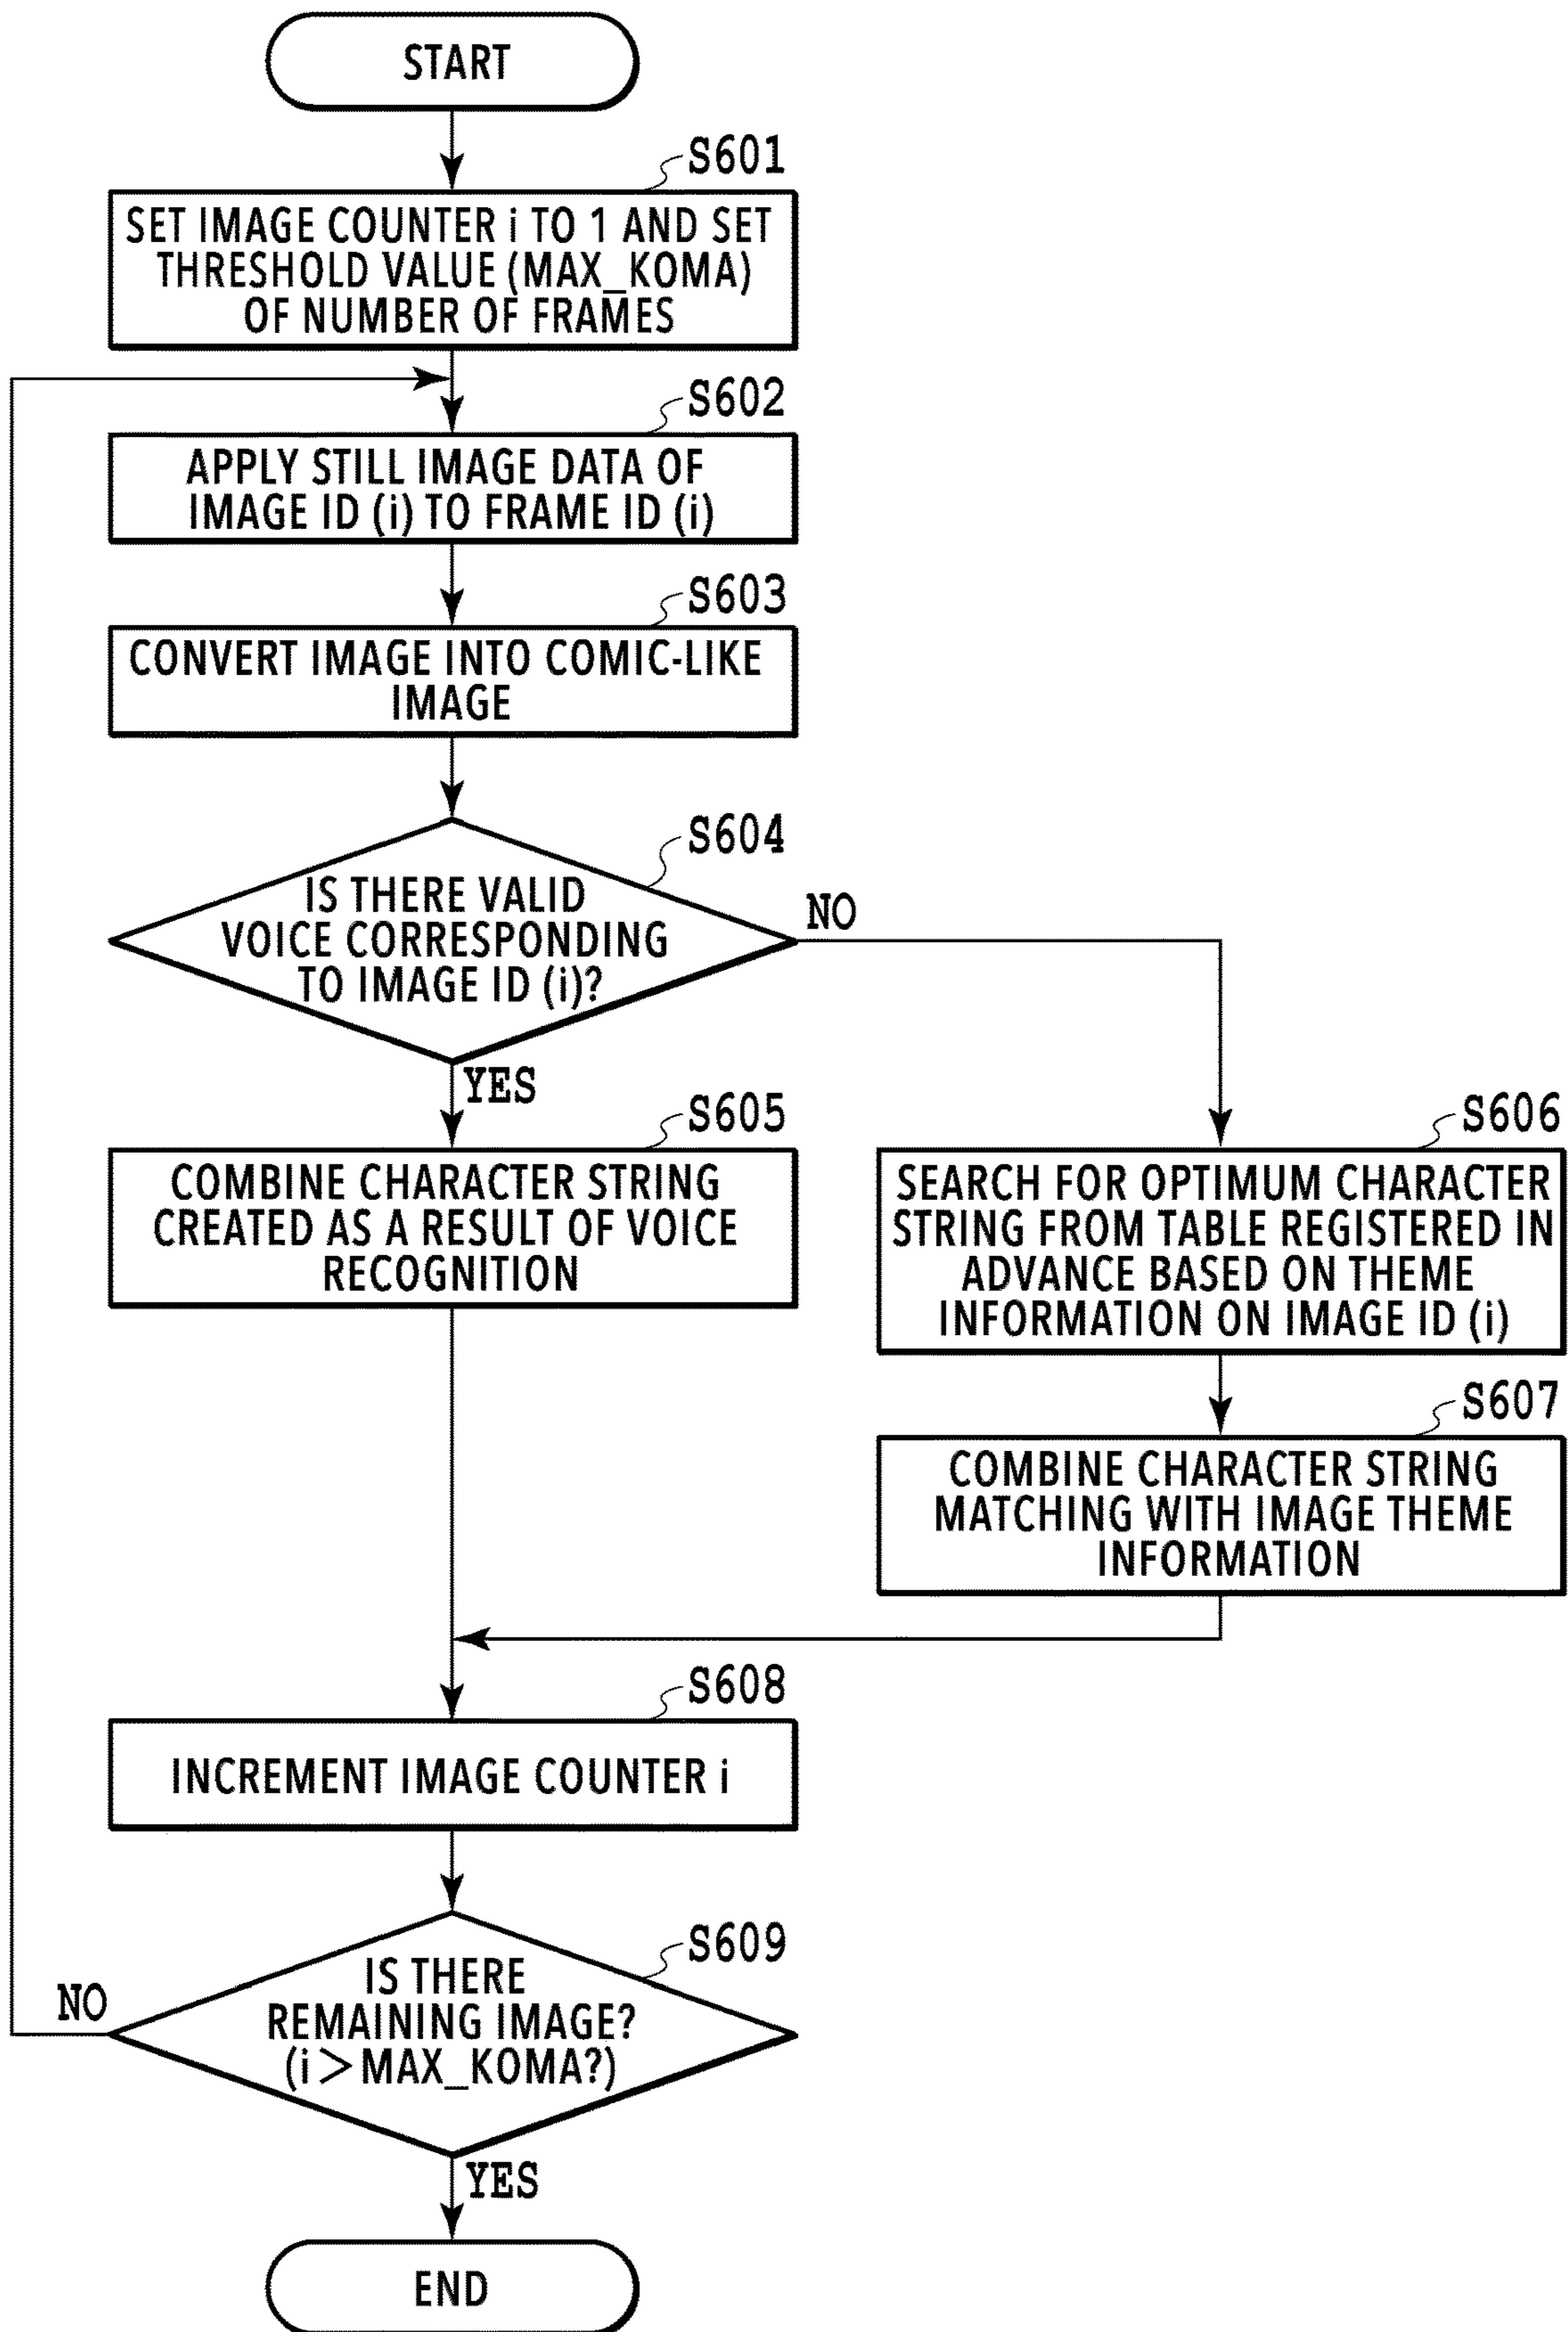 START
S601
SET IMAGE COUNTER i TO 1 AND SET
THRESHOLD VALUE (MAX_KOMA)
OF NUMBER OF FRAMES
S602
APPLY STILL IMAGE DATA OF
IMAGE ID (i) TO FRAME ID (i)
S603
CONVERT IMAGE INTO COMIC-LIKE
IMAGE
S604
IS THERE VALID
VOICE CORRESPONDING
TO IMAGE ID (i)?
NO
YES
S605
COMBINE CHARACTER STRING
CREATED AS A RESULT OF VOICE
RECOGNITION
S606
SEARCH FOR OPTIMUM CHARACTER
STRING FROM TABLE REGISTERED IN
ADVANCE BASED ON THEME
INFORMATION ON IMAGE ID (i)
S607
COMBINE CHARACTER STRING
MATCHING WITH IMAGE THEME
INFORMATION
S608
INCREMENT IMAGE COUNTER i
S609
IS THERE
REMAINING IMAGE?
(i > MAX_KOMA?)
NO
YES
END